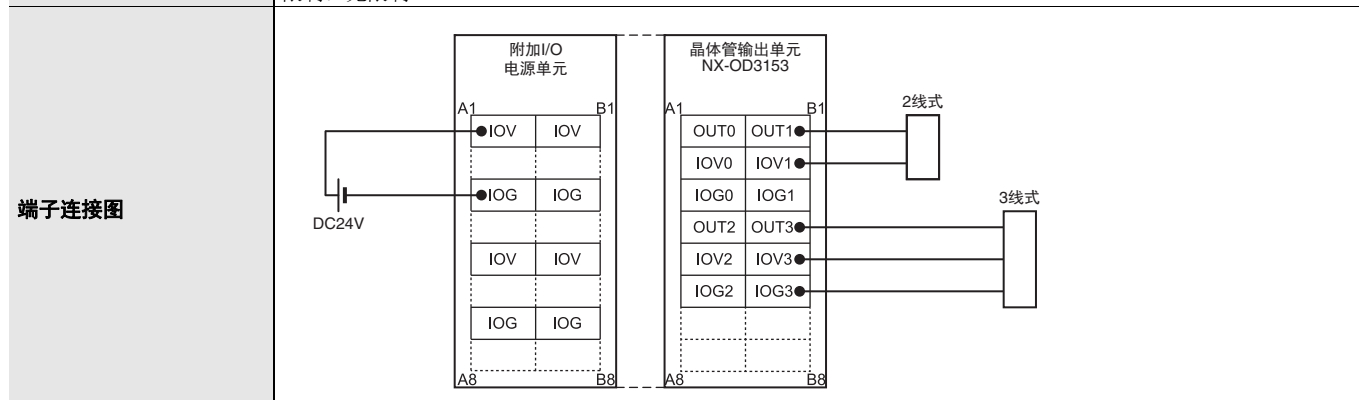 端子连接图
附加I/O
电源单元
A1 B1
IOV IOV
IOG IOG
IOV IOV
IOG IOG
A8 B8
DC24V
晶体管输出单元
NX-OD3153
A1 B1
OUT0 OUT1
IOV0 IOV1
IOG0 IOG1
OUT2 OUT3
IOV2 IOV3
IOG2 IOG3
A8 B8
2线式
3线式